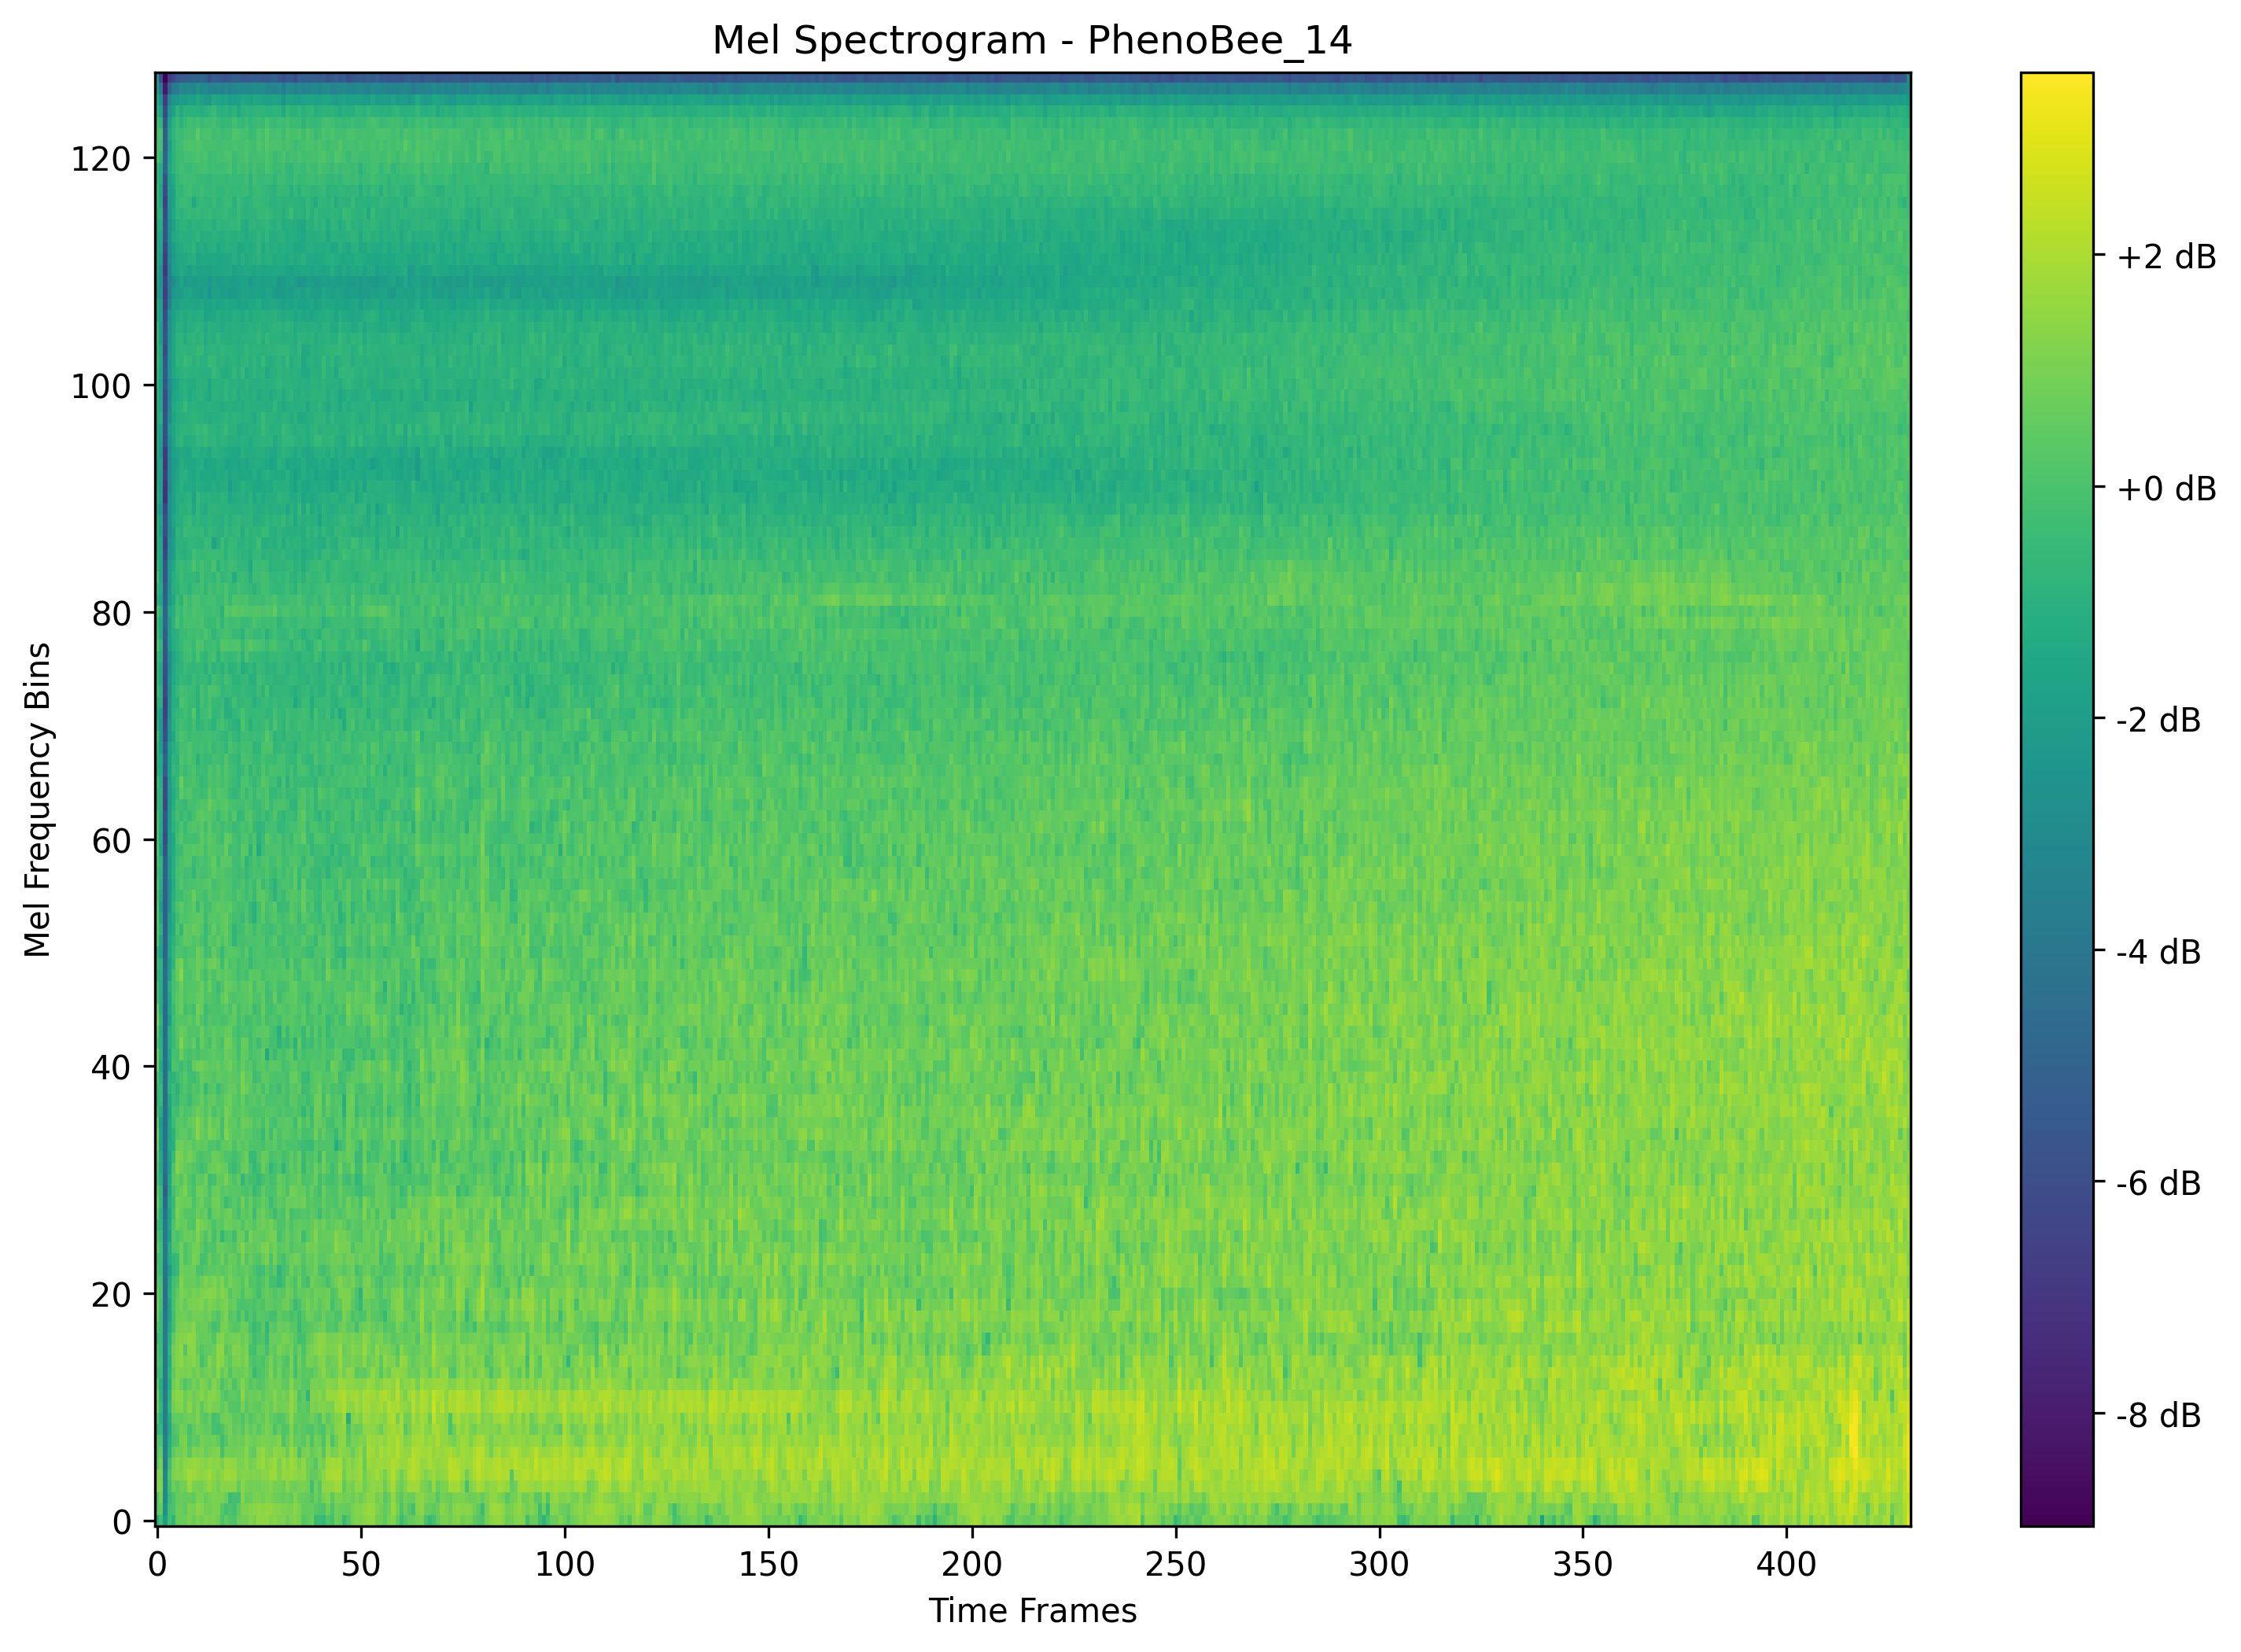 Mel Spectrogram - PhenoBee_14
Mel Frequency Bins
120
100
80
60
40
20
0
0 50 100 150 200 250 300 350 400
Time Frames
+2 dB
+0 dB
-2 dB
-4 dB
-6 dB
-8 dB